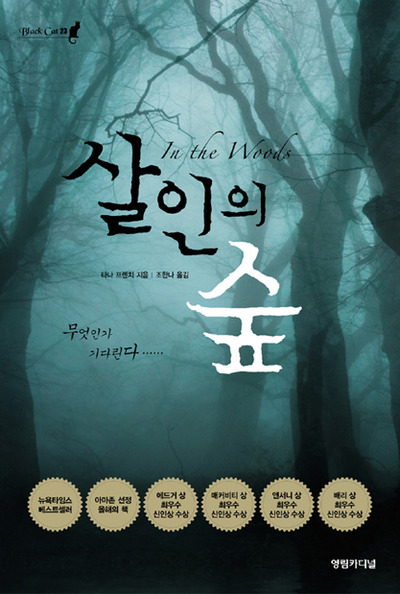 Black Cat 23
In the Woods
살인의
숲
타나 프렌치 지음 | 조한나 옮김
무엇인가
기다린다……
뉴욕타임스
베스트셀러
아마존 선정
올해의 책
에드거 상
최우수
신인상 수상
매커비티 상
최우수
신인상 수상
앤서니 상
최우수
신인상 수상
배리 상
최우수
신인상 수상
영림카디널